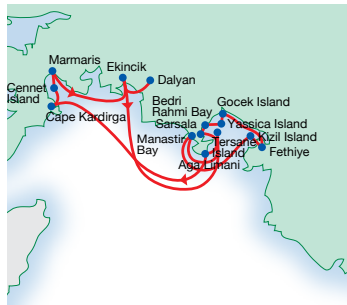 Marmaris
Ekincik
Dalyan
Cennet
Island
Cape Kardirga
Bedri
Rahmi Bay
Gocek Island
Sarsala
Yassica Island
Manastir
Bay
Tersane
Island
Kizil Island
Fethiye
Aga Limani